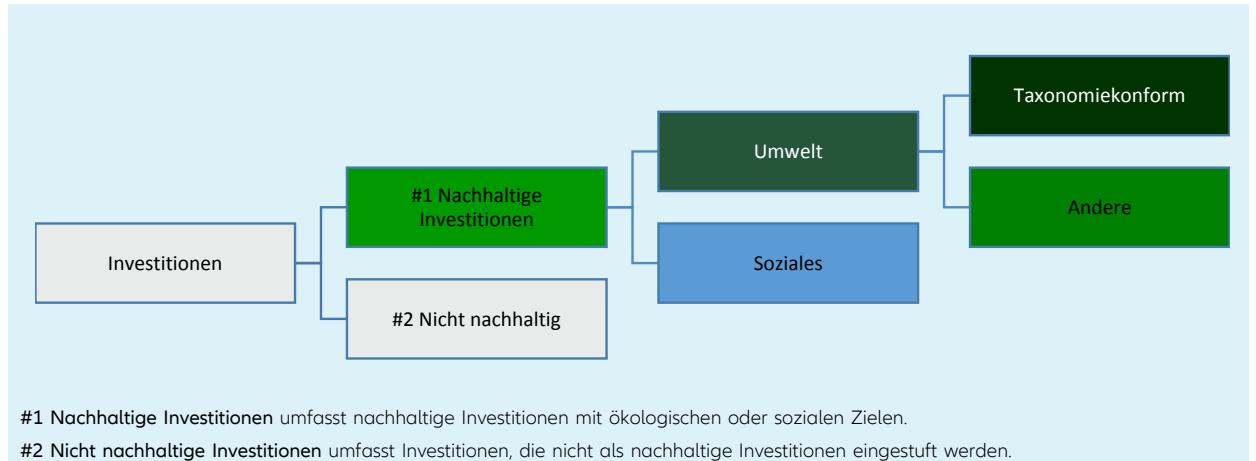 Taxonomiekonform
Umwelt
#1 Nachhaltige
Investitionen
Andere
Investitionen
Soziales
#2 Nicht nachhaltig
#1 Nachhaltige Investitionen umfasst nachhaltige Investitionen mit ökologischen oder sozialen Zielen.
#2 Nicht nachhaltige Investitionen umfasst Investitionen, die nicht als nachhaltige Investitionen eingestuft werden.